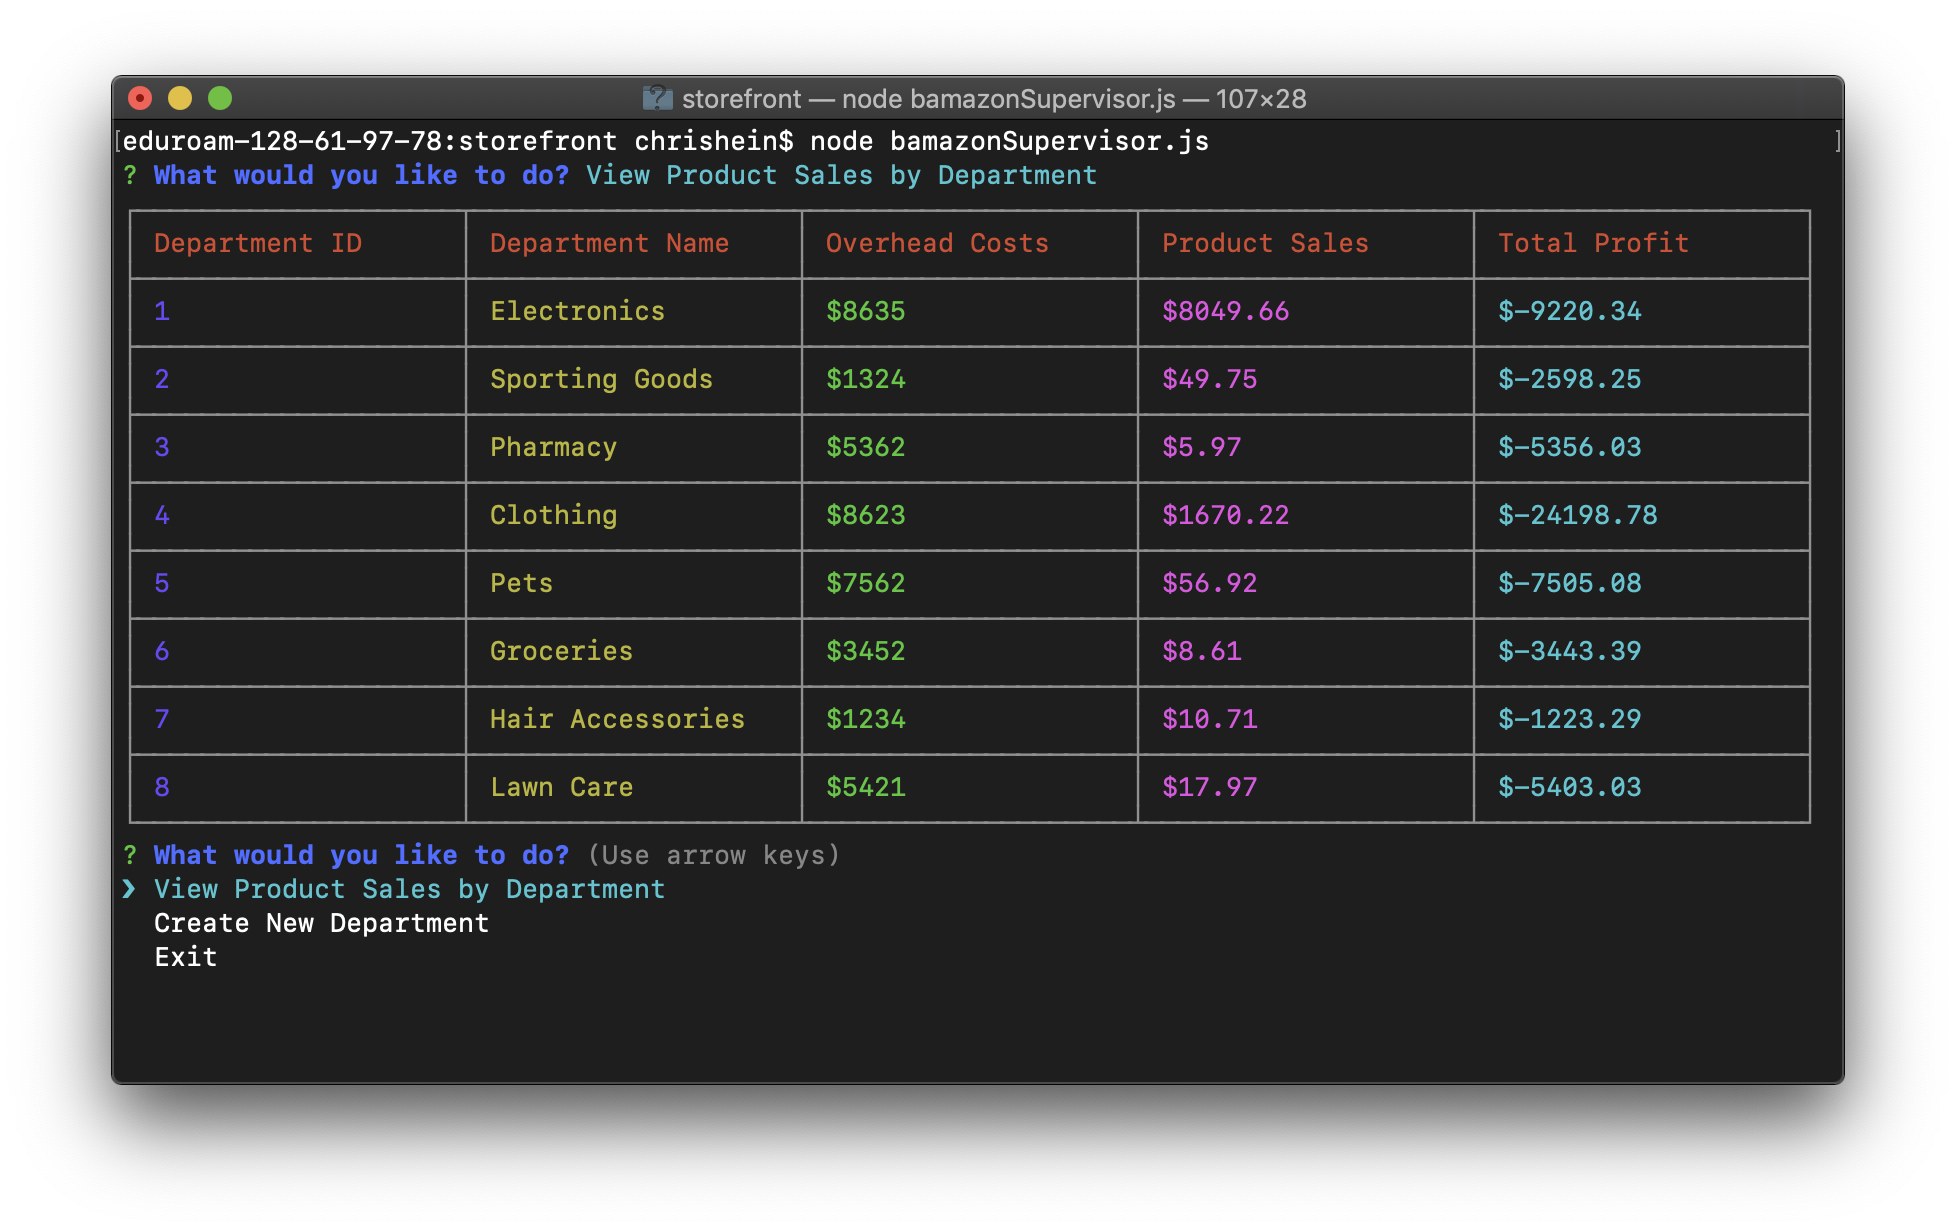 storefront — node bamazonSupervisor.js — 107×28
[eduroam-128-61-97-78:storefront chrishein$ node bamazonSupervisor.js ]
? What would you like to do? View Product Sales by Department
Department ID Department Name Overhead Costs Product Sales Total Profit
1 Electronics $8635 $8049.66 $-9220.34
2 Sporting Goods $1324 $49.75 $-2598.25
3 Pharmacy $5362 $5.97 $-5356.03
4 Clothing $8623 $1670.22 $-24198.78
5 Pets $7562 $56.92 $-7505.08
6 Groceries $3452 $8.61 $-3443.39
7 Hair Accessories $1234 $10.71 $-1223.29
8 Lawn Care $5421 $17.97 $-5403.03
? What would you like to do? (Use arrow keys)
❯ View Product Sales by Department
Create New Department
Exit